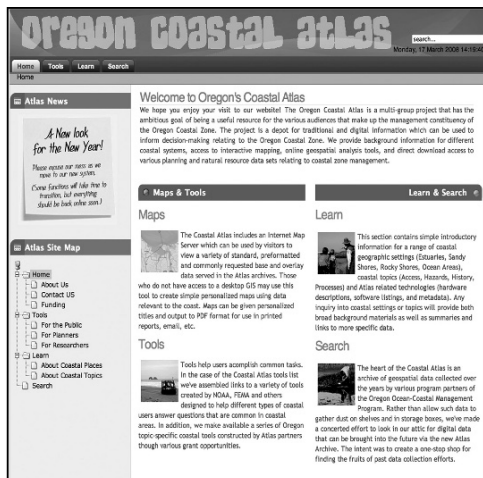 oregon coastal atlas
search...
Monday, 17 March 2008 14:19:40
Home Tools Learn Search
Home
Atlas News
A New look
for the New Year!
Please excuse our mess as we
move to our new system.
(Some functions will take time to
transition, but everything
should be back online soon.)
Atlas Site Map
Home
About Us
Contact US
Funding
Tools
For the Public
For Planners
For Researchers
Learn
About Coastal Places
About Coastal Topics
Search
Welcome to Oregon's Coastal Atlas
We hope you enjoy your visit to our website! The Oregon Coastal Atlas is a multi-group project that has the
ambitious goal of being a useful resource for the various audiences that make up the management constituency of
the Oregon Coastal Zone. The project is a depot for traditional and digital information which can be used to
inform decision-making relating to the Oregon Coastal Zone. We provide background information for different
coastal systems, access to interactive mapping, online geospatial analysis tools, and direct download access to
various planning and natural resource data sets relating to coastal zone management.
Maps & Tools
Maps
The Coastal Atlas includes an Internet Map
Server which can be used by visitors to
view a variety of standard, preformatted
and commonly requested base and overlay
data served in the Atlas archives. Those
who do not have access to a desktop GIS may use this
tool to create simple personalized maps using data
relevant to the coast. Maps can be given personalized
titles and output to PDF format for use in printed
reports, email, etc.
Tools
Tools help users acomplish common tasks.
In the case of the Coastal Atlas tools list
we've assembled links to a variety of tools
created by NOAA, FEMA and others
designed to help different types of coastal
users answer questions that are common in coastal
areas. In addition, we make available a series of Oregon
topic-specific coastal tools constructed by Atlas partners
though various grant opportunities.
Learn & Search
Learn
This section contains simple introductory
information for a range of coastal
geographic settings (Estuaries, Sandy
Shores, Rocky Shores, Ocean Areas),
coastal topics (Access, Hazards, History,
Processes) and Atlas related technologies (hardware
descriptions, software listings, and metadata). Any
inquiry into coastal settings or topics will provide both
broad background materials as well as summaries and
links to more specific data.
Search
The heart of the Coastal Atlas is an
archive of geospatial data collected over
the years by various program partners of
the Oregon Ocean-Coastal Management
Program. Rather than allow such data to
gather dust on shelves and in storage boxes, we've made
a concerted effort to look in our attic for digital data
that can be brought into the future via the new Atlas
Archive. The intent was to create a one-stop shop for
finding the fruits of past data collection efforts.